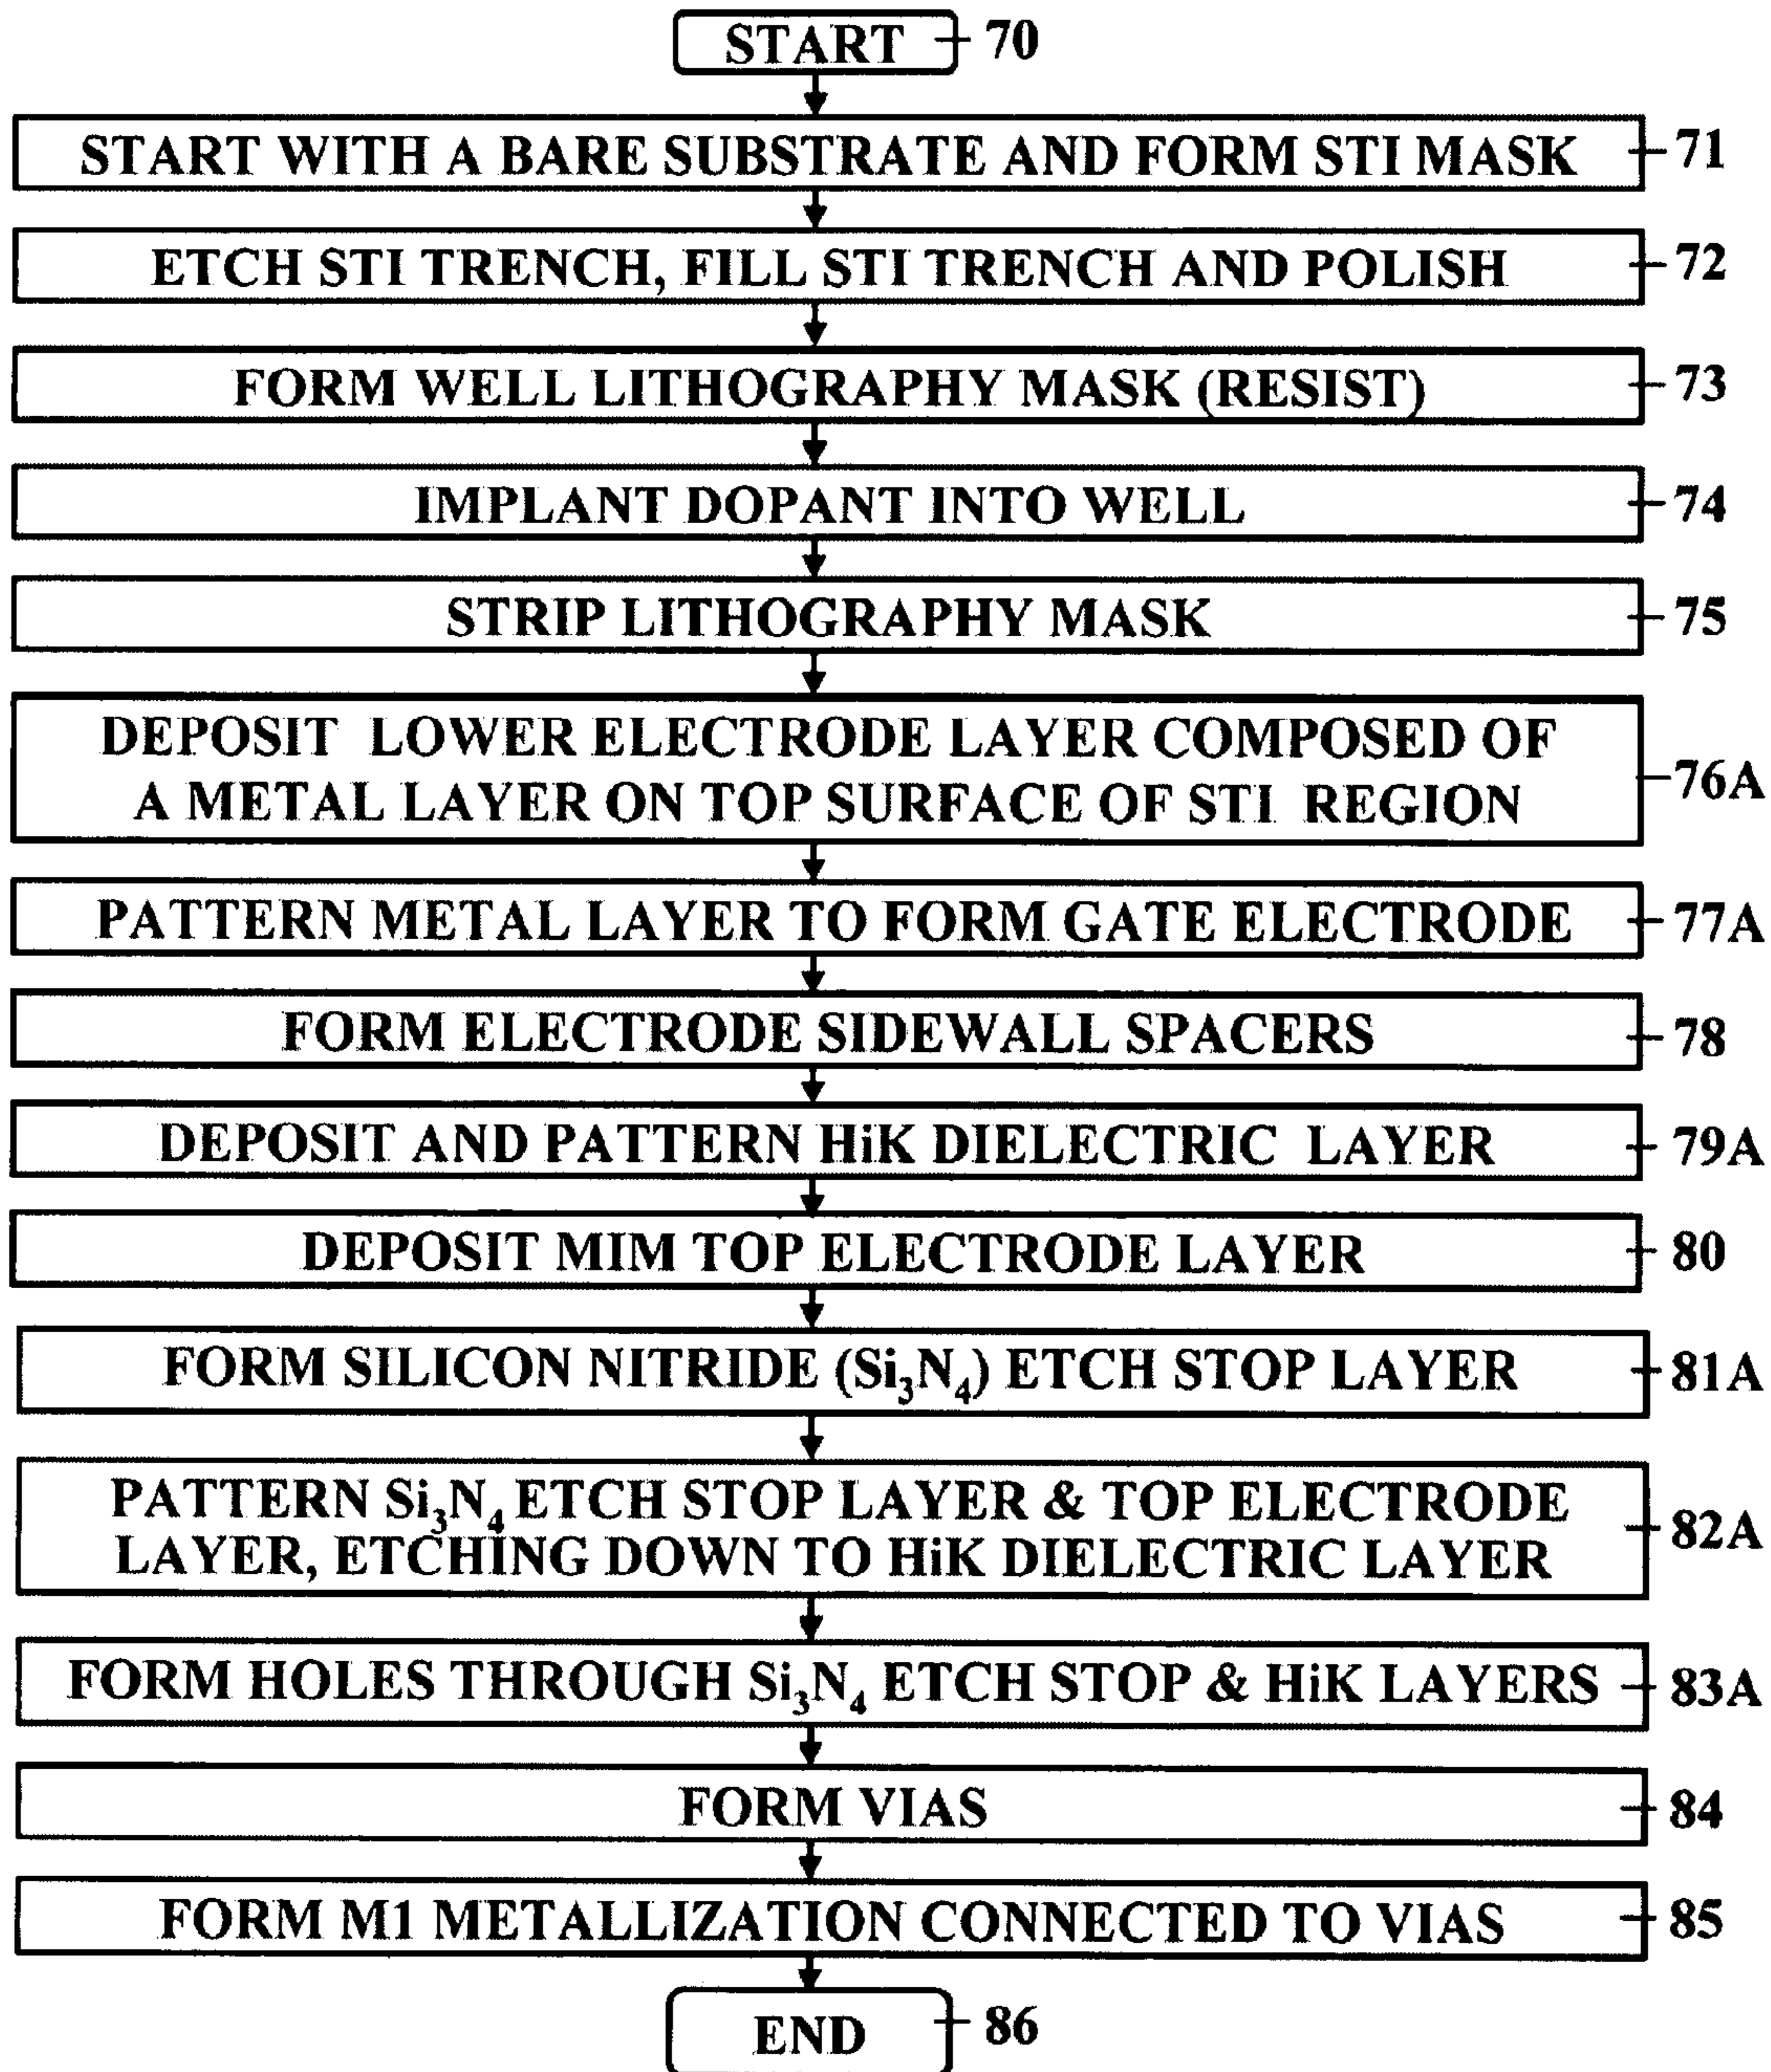 START 70
START WITH A BARE SUBSTRATE AND FORM STI MASK 71
ETCH STI TRENCH, FILL STI TRENCH AND POLISH 72
FORM WELL LITHOGRAPHY MASK (RESIST) 73
IMPLANT DOPANT INTO WELL 74
STRIP LITHOGRAPHY MASK 75
DEPOSIT LOWER ELECTRODE LAYER COMPOSED OF
A METAL LAYER ON TOP SURFACE OF STI REGION 76A
PATTERN METAL LAYER TO FORM GATE ELECTRODE 77A
FORM ELECTRODE SIDEWALL SPACERS 78
DEPOSIT AND PATTERN HiK DIELECTRIC LAYER 79A
DEPOSIT MIM TOP ELECTRODE LAYER 80
FORM SILICON NITRIDE (Si₃N₄) ETCH STOP LAYER 81A
PATTERN Si₃N₄ ETCH STOP LAYER & TOP ELECTRODE
LAYER, ETCHING DOWN TO HiK DIELECTRIC LAYER 82A
FORM HOLES THROUGH Si₃N₄ ETCH STOP & HiK LAYERS 83A
FORM VIAS 84
FORM M1 METALLIZATION CONNECTED TO VIAS 85
END 86